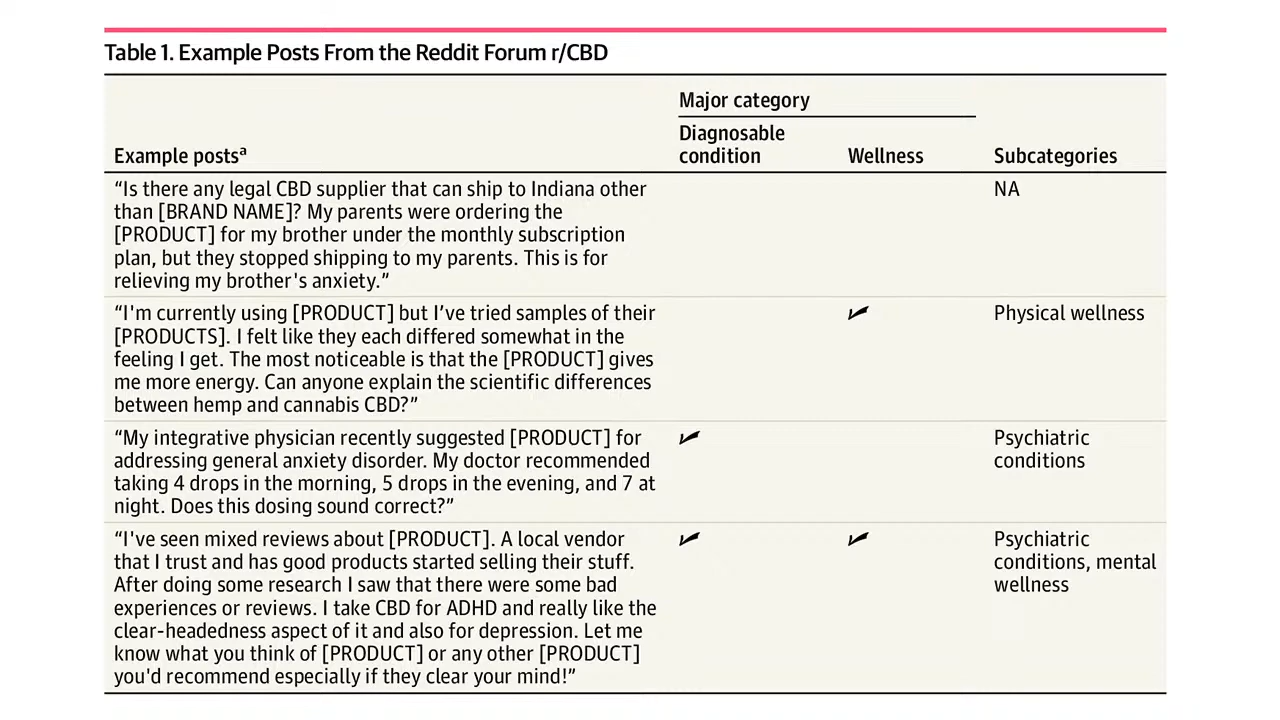 Table 1. Example Posts From the Reddit Forum r/CBD
Major category
Example postsᵃ
Diagnosable
condition
Wellness
Subcategories
“Is there any legal CBD supplier that can ship to Indiana other
than [BRAND NAME]? My parents were ordering the
[PRODUCT] for my brother under the monthly subscription
plan, but they stopped shipping to my parents. This is for
relieving my brother's anxiety.”
NA
“I'm currently using [PRODUCT] but I’ve tried samples of their
[PRODUCTS]. I felt like they each differed somewhat in the
feeling I get. The most noticeable is that the [PRODUCT] gives
me more energy. Can anyone explain the scientific differences
between hemp and cannabis CBD?”
✓
Physical wellness
“My integrative physician recently suggested [PRODUCT] for
addressing general anxiety disorder. My doctor recommended
taking 4 drops in the morning, 5 drops in the evening, and 7 at
night. Does this dosing sound correct?”
✓
Psychiatric
conditions
“I've seen mixed reviews about [PRODUCT]. A local vendor
that I trust and has good products started selling their stuff.
After doing some research I saw that there were some bad
experiences or reviews. I take CBD for ADHD and really like the
clear-headedness aspect of it and also for depression. Let me
know what you think of [PRODUCT] or any other [PRODUCT]
you'd recommend especially if they clear your mind!”
✓
✓
Psychiatric
conditions, mental
wellness